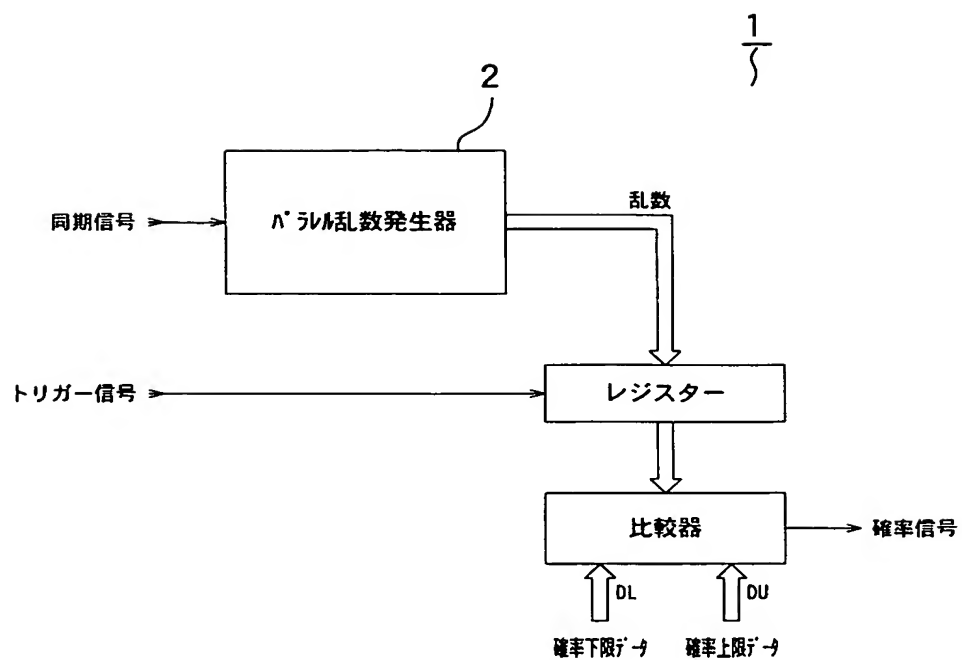 1
2
同期信号
パラレル乱数発生器
乱数
トリガー信号
レジスター
比較器
確率信号
DL
DU
確率下限データ
確率上限データ